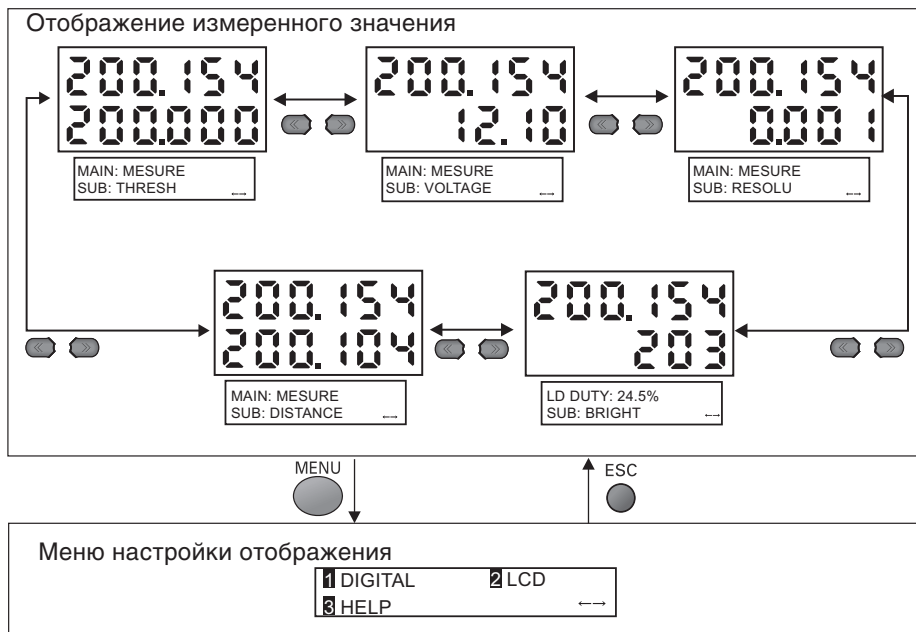 Отображение измеренного значения
200.154
200.000
MAIN: MESURE
SUB: THRESH ←→
200.154
12.10
MAIN: MESURE
SUB: VOLTAGE ←→
200.154
0.001
MAIN: MESURE
SUB: RESOLU ←→
200.154
200.104
MAIN: MESURE
SUB: DISTANCE ←→
200.154
203
LD DUTY: 24.5%
SUB: BRIGHT ←→
MENU
ESC
Меню настройки отображения
1 DIGITAL 2 LCD
3 HELP ←→